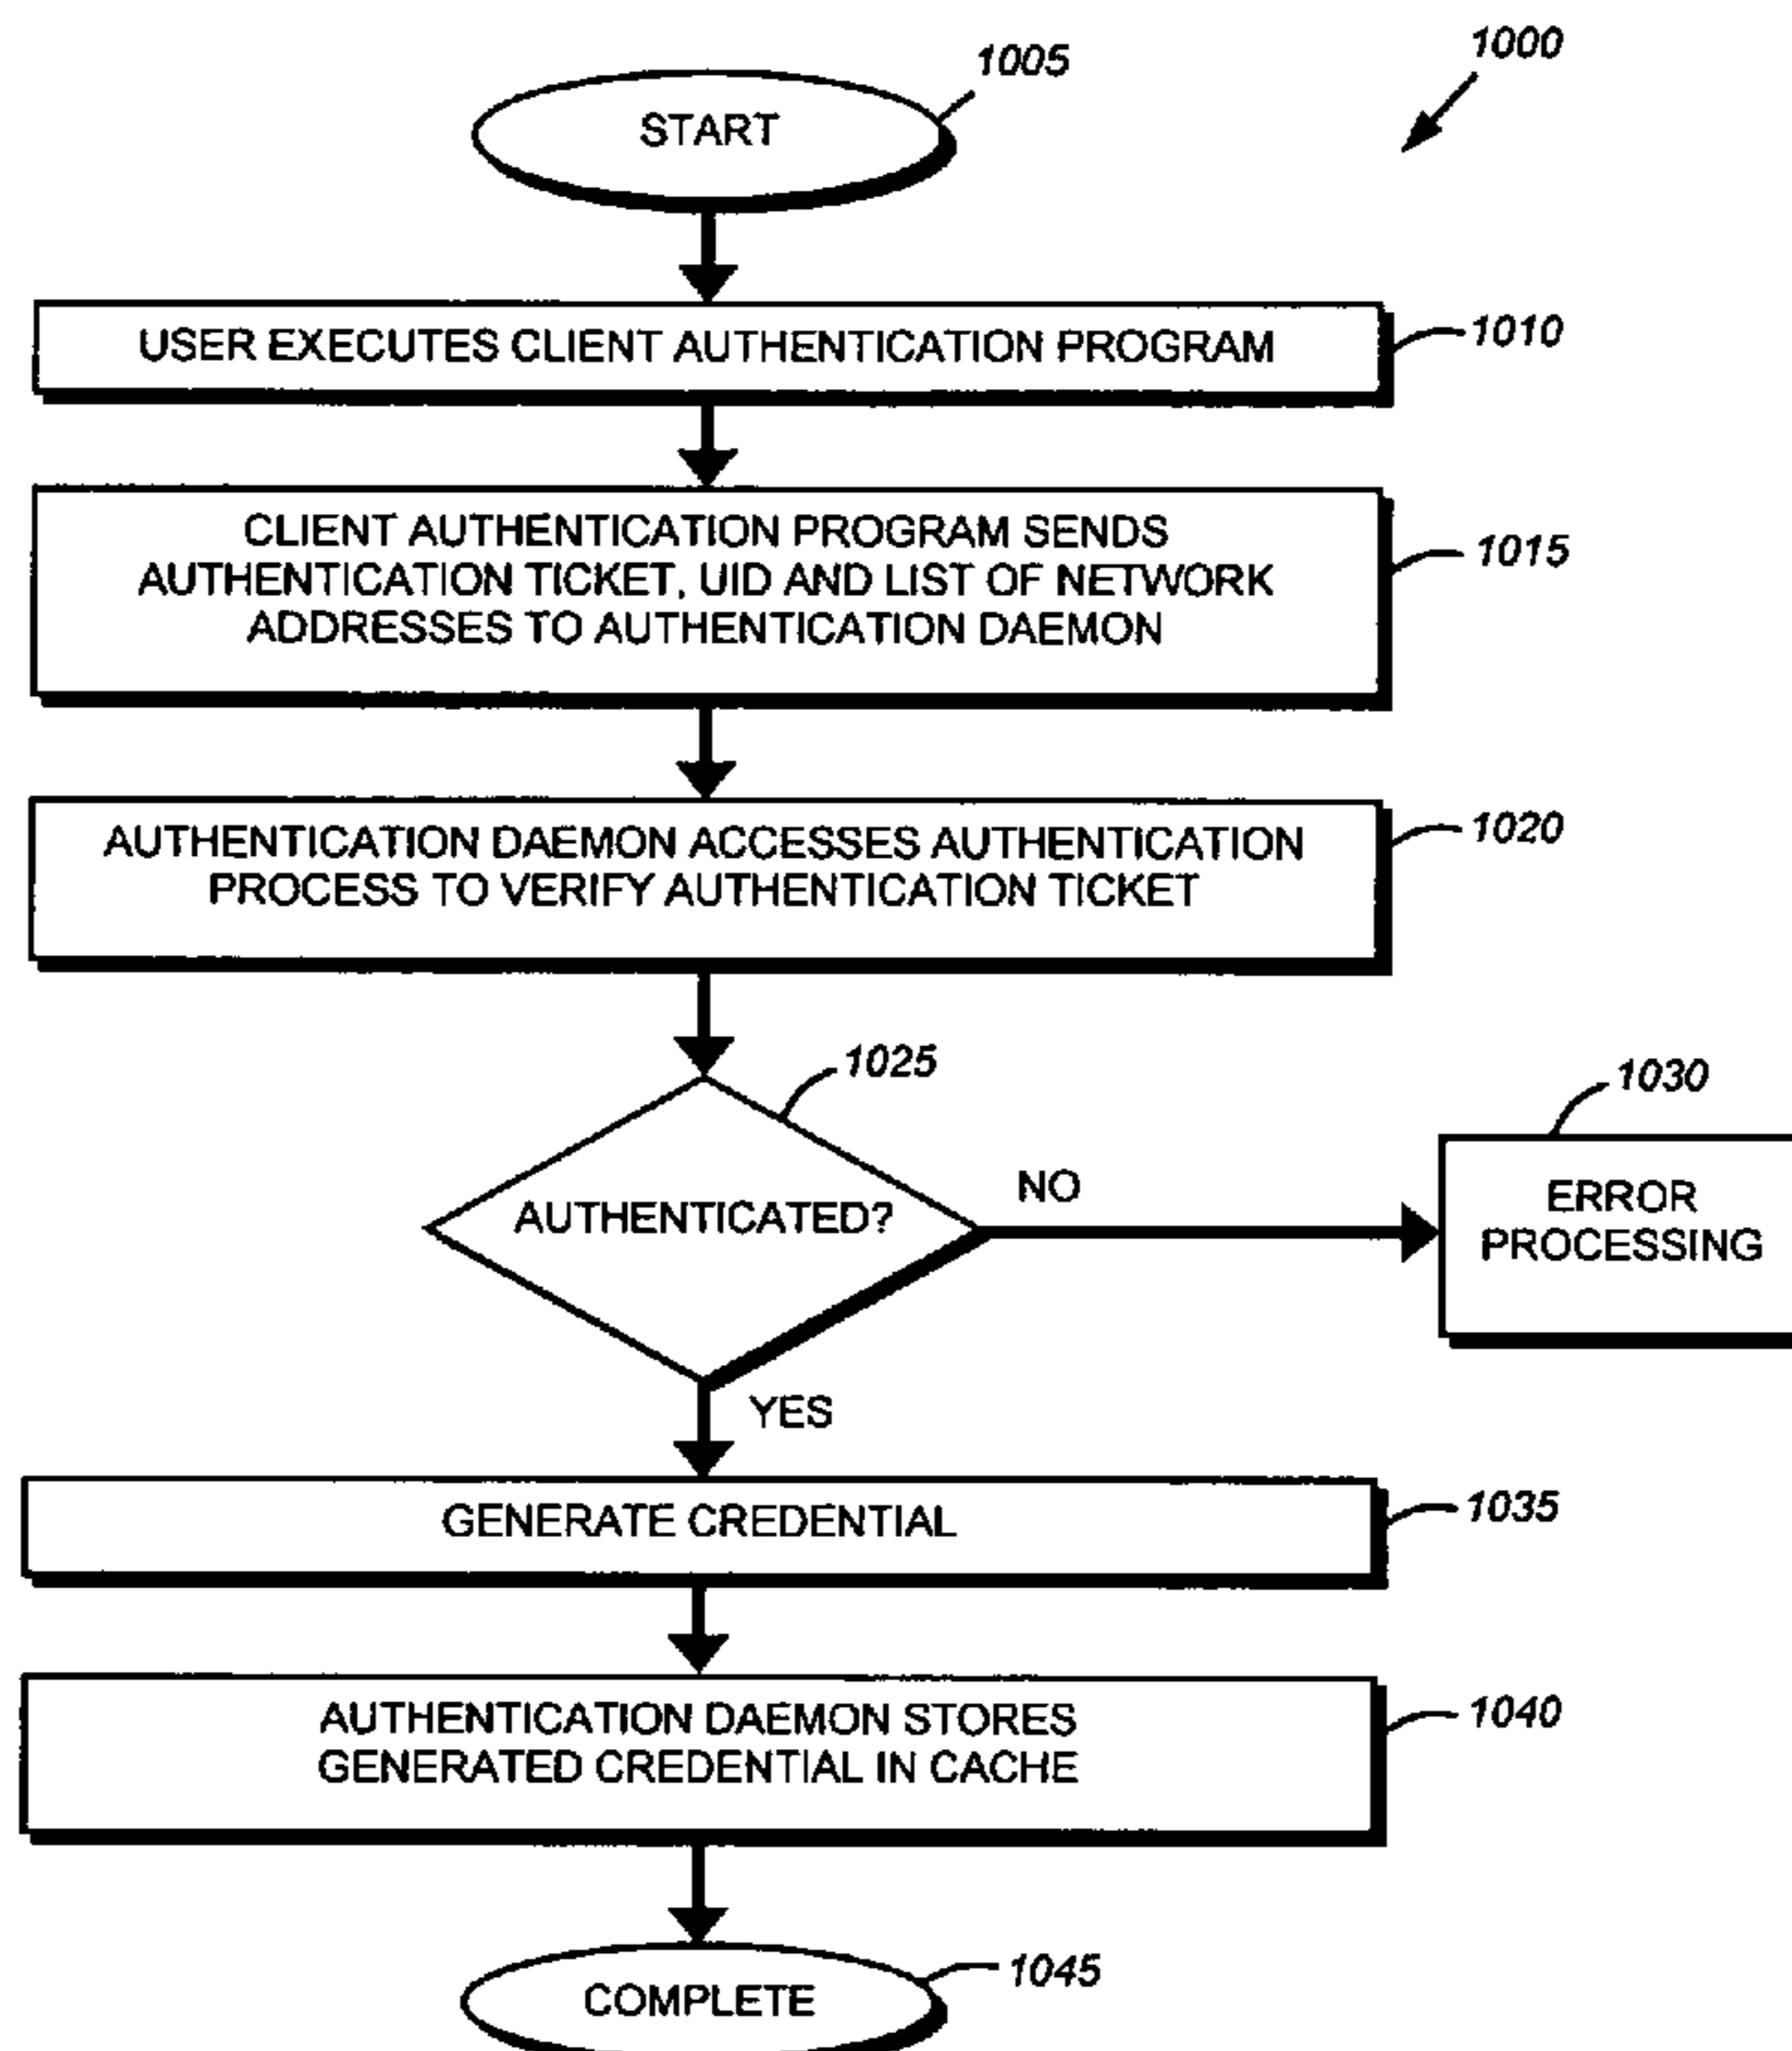 1000
1005
START
USER EXECUTES CLIENT AUTHENTICATION PROGRAM
1010
CLIENT AUTHENTICATION PROGRAM SENDS
AUTHENTICATION TICKET, UID AND LIST OF NETWORK
ADDRESSES TO AUTHENTICATION DAEMON
1015
AUTHENTICATION DAEMON ACCESSES AUTHENTICATION
PROCESS TO VERIFY AUTHENTICATION TICKET
1020
1025
AUTHENTICATED?
NO
1030
ERROR
PROCESSING
YES
GENERATE CREDENTIAL
1035
AUTHENTICATION DAEMON STORES
GENERATED CREDENTIAL IN CACHE
1040
COMPLETE
1045